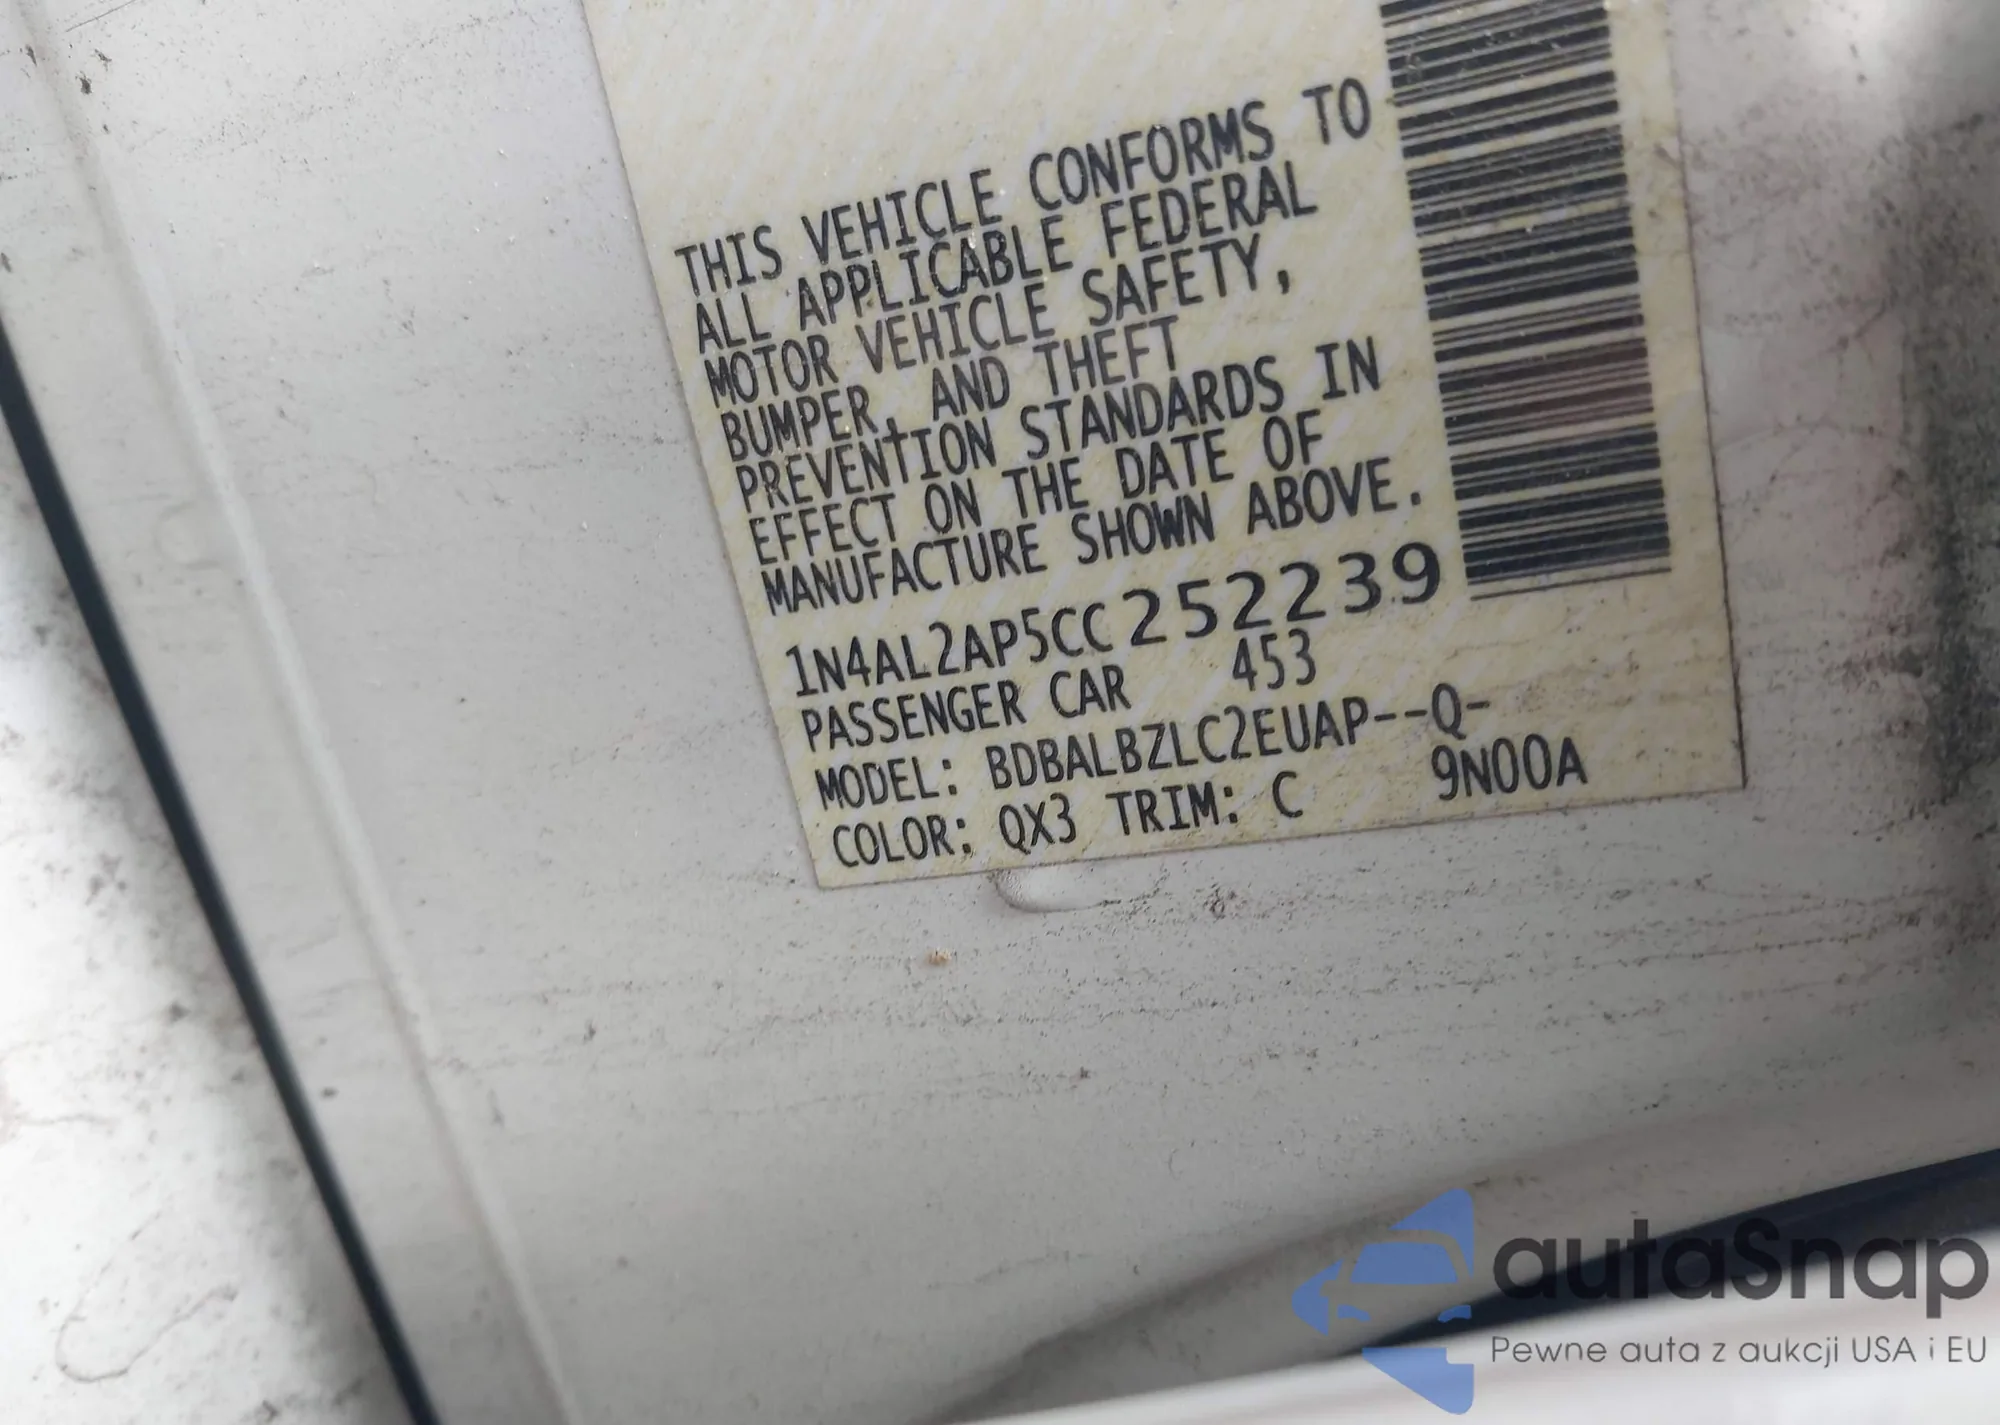 THIS VEHICLE CONFORMS TO
ALL APPLICABLE FEDERAL
MOTOR VEHICLE SAFETY,
BUMPER, AND THEFT
PREVENTION STANDARDS IN
EFFECT ON THE DATE OF
MANUFACTURE SHOWN ABOVE.
1N4AL2AP5CC252239
PASSENGER CAR 453
MODEL: BDBALBZLC2EUAP--Q-
COLOR: QX3 TRIM: C 9N00A
autaSnap
Pewne auta z aukcji USA i EU